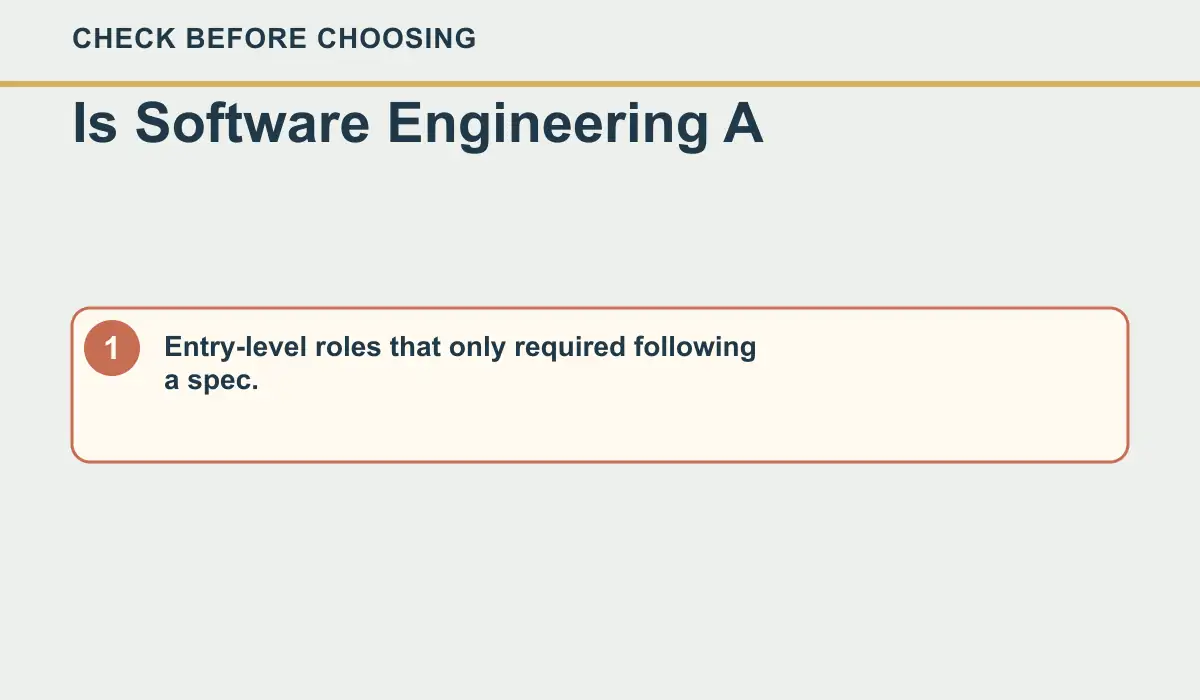 CHECK BEFORE CHOOSING
Is Software Engineering A
1
Entry-level roles that only required following
a spec.